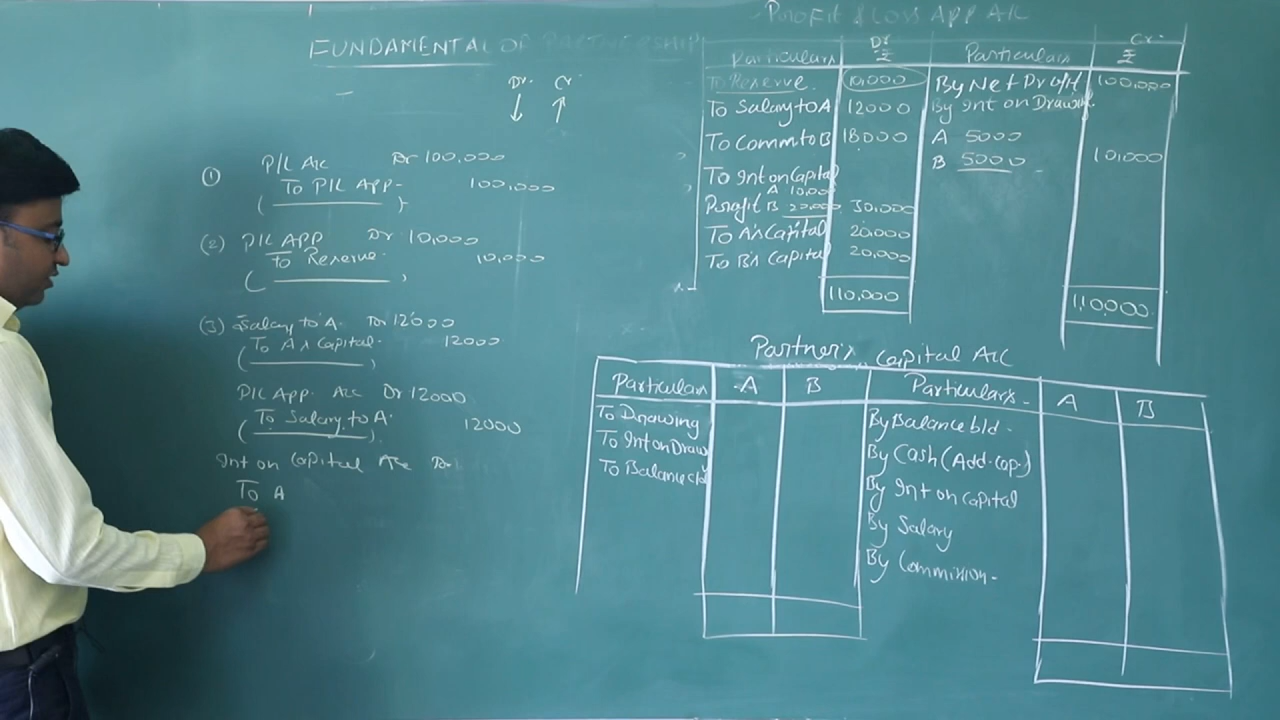 FUNDAMENTAL OF PARTNERSHIP
Dr. Cr.
① P/L A/c Dr 100,000
To P/L APP- 100,000
(2) P/L APP Dr 10,000
To Reserve. 10,000
(3) Salary to A. Dr 12000
To A's Capital. 12000
P/L App. A/c Dr 12000
To Salary to A. 12000
Int on Capital A/c Dr
To A
Profit & Loss APP A/c
Particulars Dr. ₹ Particulars Cr. ₹
To Reserve. 10,000 By Net Profit 100,000
To Salary to A 12000 By Int on Drawing.
To Comm to B 18,000 A 5000
B 5000 10,000
To Int on Capital
A 10,000
Profit B 20,000 30,000
To A's Capital 20,000
To B's Capital 20,000
110,000 1,10,000.
Partner's Capital A/c
Particulars A B Particulars - A B
To Drawing By Balance b/d -
To Int on Draw By Cash (Add. Cap.)
To Balance c/d By Int on Capital
By Salary
By Commission -